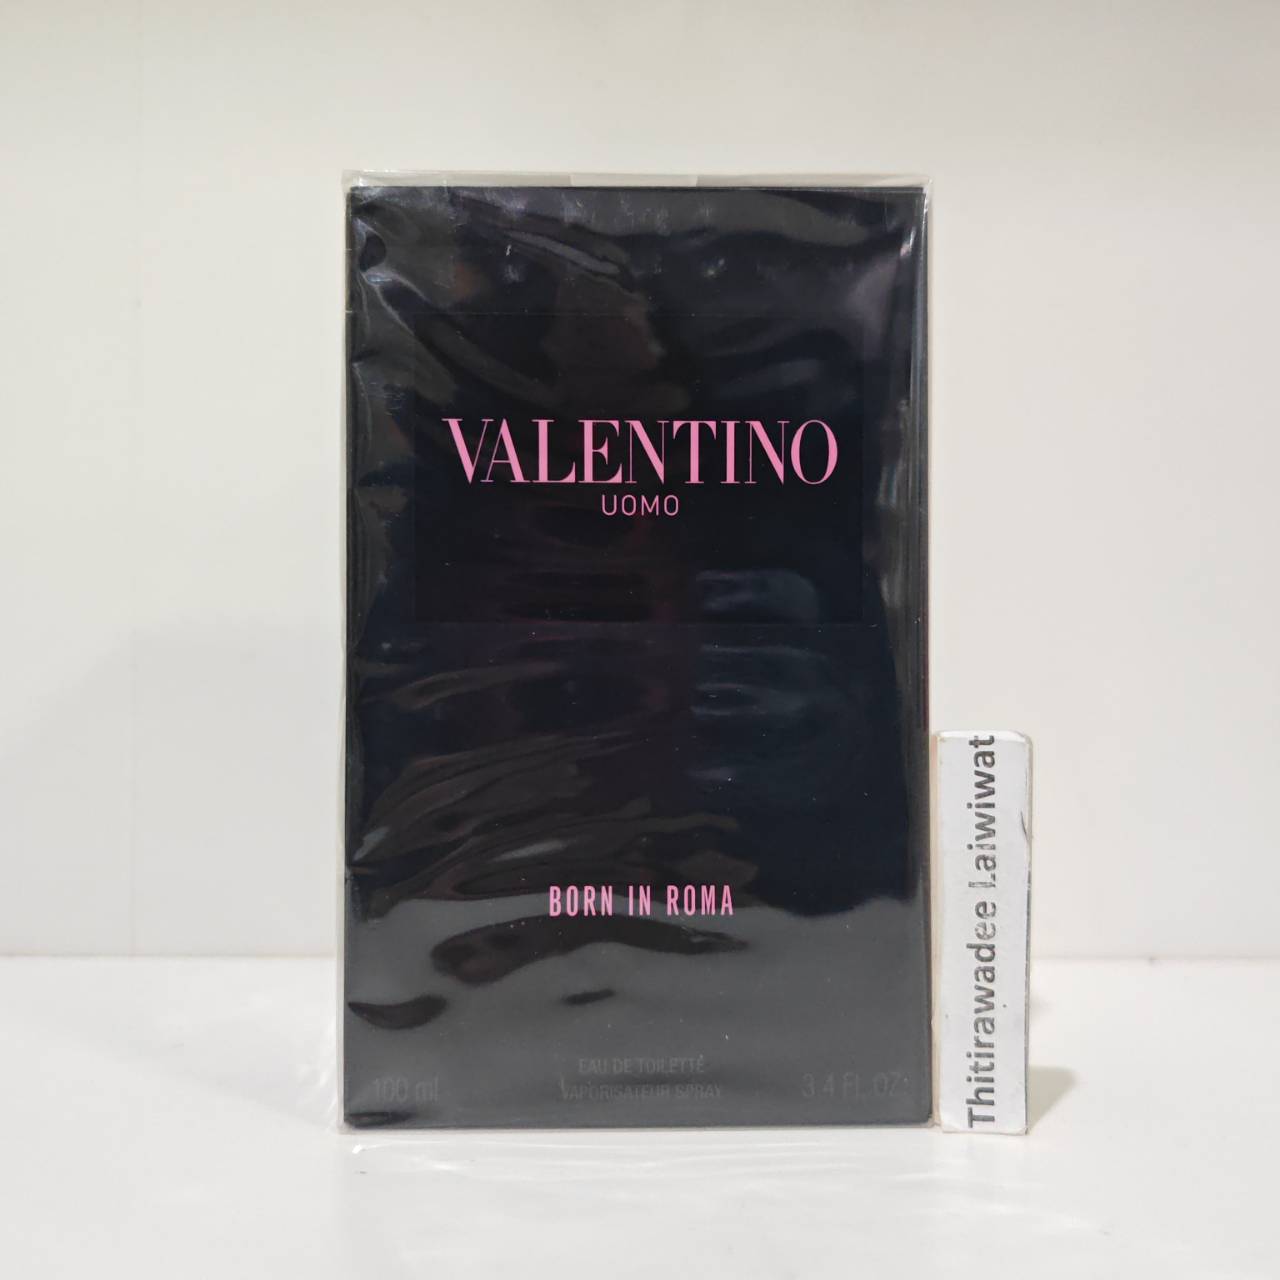 VALENTINO
UOMO
BORN IN ROMA
EAU DE TOILETTE
100 ml
VAPORISATEUR SPRAY
3.4 FL. OZ.
Thitirawadee Laiwiwat